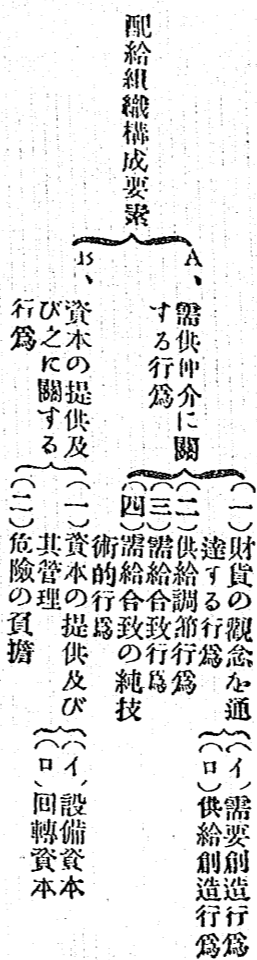 配給組織構成要素
A、需供仲介に關
する行爲
(一)財貨の觀念を通
達する行爲
(イ)需要創造行爲
(ロ)供給創造行爲
(二)供給調節行爲
(三)需給合致行爲
(四)需給合致の純技
術的行爲
B、資本の提供及
び之に關する
行爲
(一)資本の提供及び
其管理
(イ)設備資本
(ロ)回轉資本
(二)危險の負擔